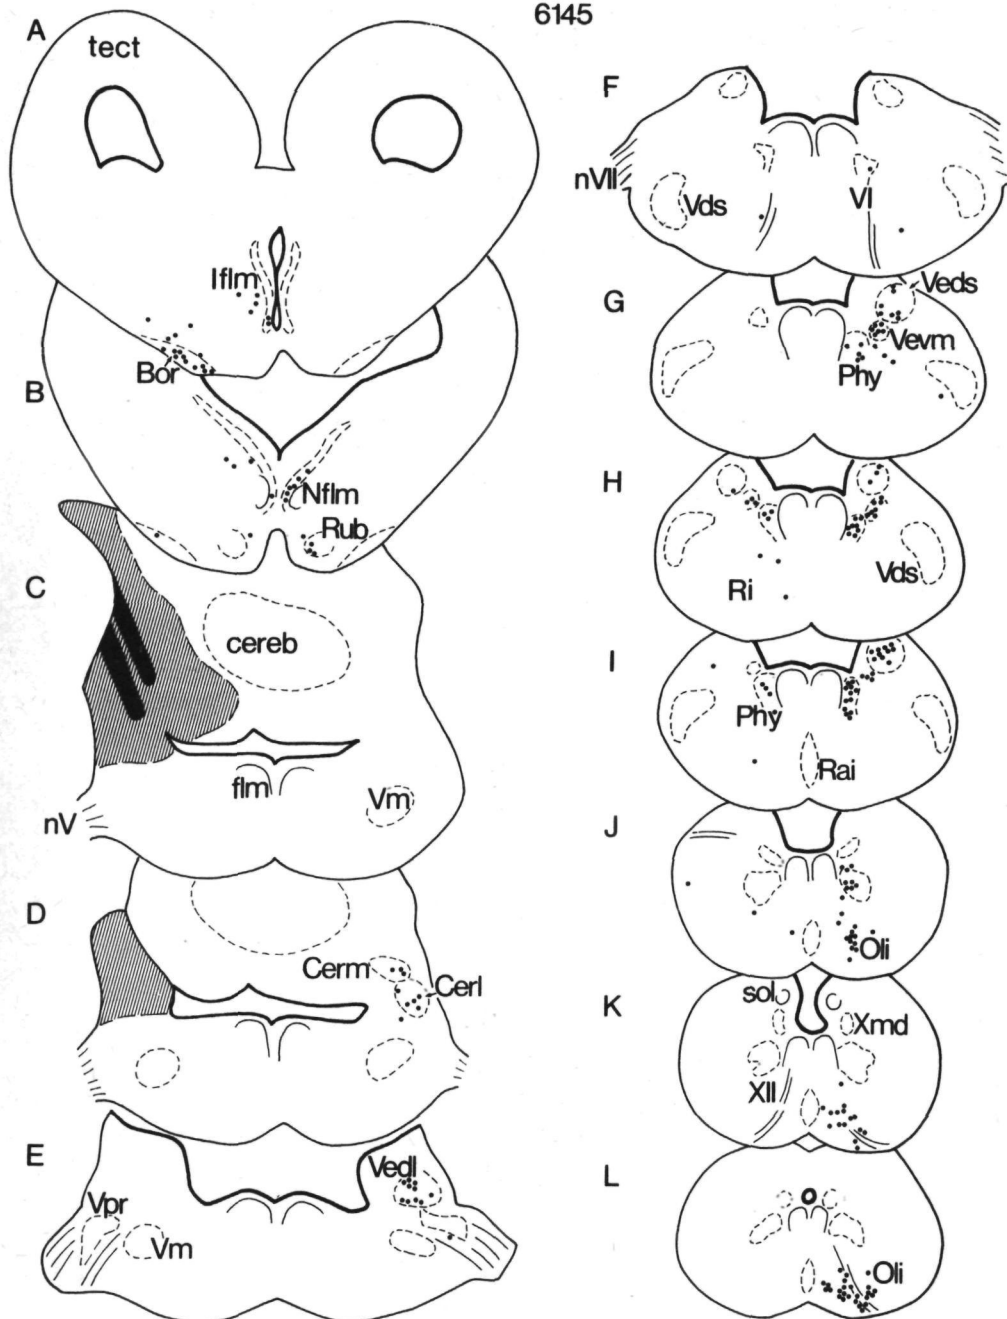 6145
A
tect
Iflm
Bor
B
Nflm
Rub
C
cereb
flm
Vm
nV
D
Cerm
Cerl
E
Vedl
Vpr
Vm
F
nVII
Vds
VI
G
Veds
Vevm
Phy
H
Ri
Vds
I
Phy
Rai
J
Oli
K
sol
Xmd
XII
L
Oli